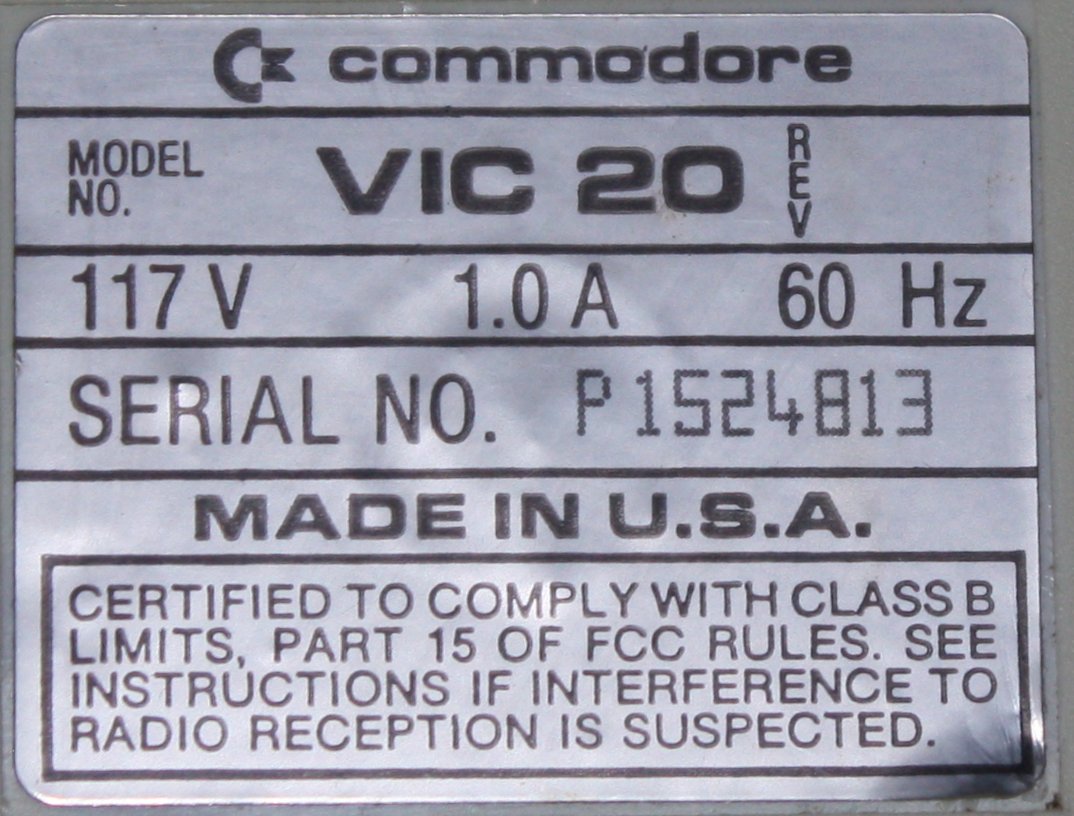 commodore
MODEL NO. VIC 20 REV
117 V 1.0 A 60 Hz
SERIAL NO. P1524813
MADE IN U.S.A.
CERTIFIED TO COMPLY WITH CLASS B
LIMITS, PART 15 OF FCC RULES. SEE
INSTRUCTIONS IF INTERFERENCE TO
RADIO RECEPTION IS SUSPECTED.